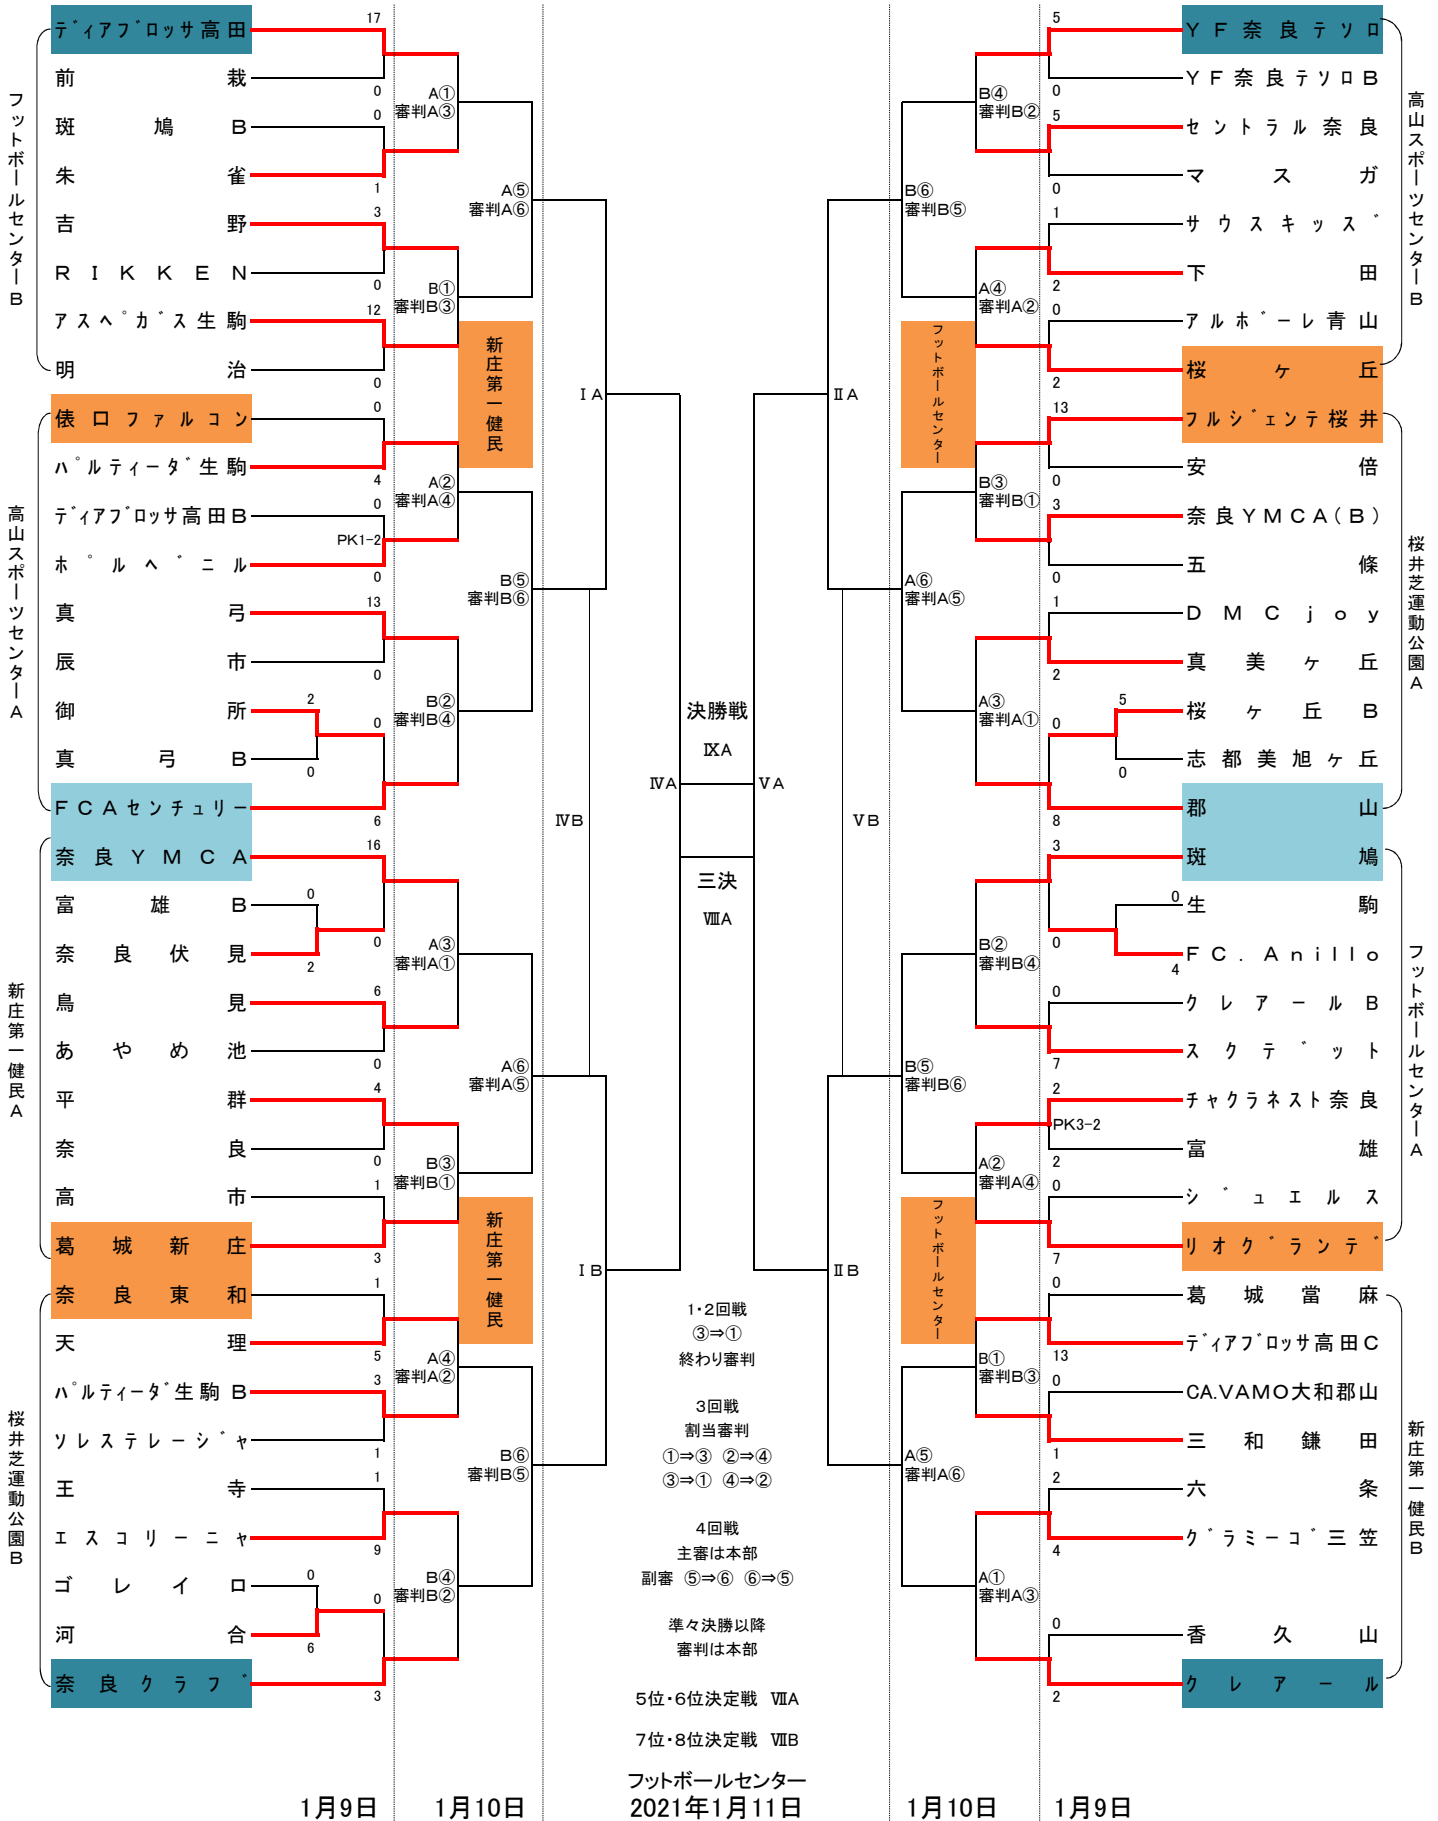 フットボールセンターB
ディアブロッサ高田
17
前栽
0
斑鳩B
0
朱雀
1
吉野
3
RIKKEN
0
アスペガス生駒
12
明治
0
高山スポーツセンターA
俵口ファルコン
0
パルティーダ生駒
4
ディアブロッサ高田B
0
PK1-2
ポルベニル
0
真弓
13
辰市
0
御所
2
0
真弓B
0
FCAセンチュリー
6
新庄第一健民A
奈良YMCA
16
富雄B
0
奈良伏見
2
0
鳥見
6
あやめ池
0
平群
4
奈良
0
高市
1
葛城新庄
3
桜井芝運動公園B
奈良東和
1
天理
5
パルティーダ生駒B
3
ソレステレージャ
1
王寺
1
エスコリーニャ
9
ゴレイロ
0
0
河合
6
奈良クラブ
3
A①
審判A③
B①
審判B③
新庄第一健民
A②
審判A④
B②
審判B④
A③
審判A①
B③
審判B①
新庄第一健民
A④
審判A②
B④
審判B②
A⑤
審判A⑥
B⑤
審判B⑥
A⑥
審判A⑤
B⑥
審判B⑤
ⅠA
ⅠB
ⅣB
ⅣA
決勝戦
ⅨA
ⅤA
三決
ⅧA
ⅤB
ⅡA
ⅡB
1・2回戦
③⇒①
終わり審判
3回戦
割当審判
①⇒③ ②⇒④
③⇒① ④⇒②
4回戦
主審は本部
副審 ⑤⇒⑥ ⑥⇒⑤
準々決勝以降
審判は本部
5位・6位決定戦 ⅦA
7位・8位決定戦 ⅦB
フットボールセンター
B⑥
審判B⑤
A⑥
審判A⑤
B⑤
審判B⑥
A⑤
審判A⑥
B④
審判B②
A④
審判A②
フットボールセンター
B③
審判B①
A③
審判A①
B②
審判B④
A②
審判A④
フットボールセンター
B①
審判B③
A①
審判A③
高山スポーツセンターB
5
YF奈良テソロ
0
YF奈良テソロB
5
セントラル奈良
0
マスガ
1
サウスキッズ
2
下田
0
アルボーレ青山
2
桜ヶ丘
桜井芝運動公園A
13
フルジェンテ桜井
0
安倍
3
奈良YMCA(B)
0
五條
1
DMCjoy
2
真美ヶ丘
0
5
桜ヶ丘B
0
志都美旭ヶ丘
8
郡山
フットボールセンターA
3
斑鳩
0
生駒
0
4
FC.Anillo
0
クレアールB
7
スクデット
2
チャクラネスト奈良
PK3-2
2
富雄
0
ジュエルス
7
リオグランデ
新庄第一健民B
0
葛城當麻
13
ディアブロッサ高田C
0
CA.VAMO大和郡山
1
三和鎌田
2
六条
4
グラミーゴ三笠
0
香久山
2
クレアール
1月9日
1月10日
2021年1月11日
1月10日
1月9日